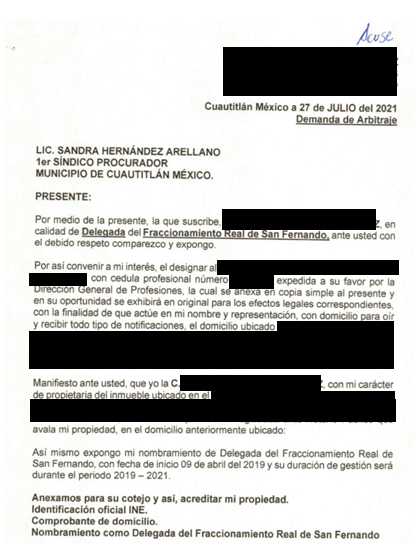 Acuse
Cuautitlán México a 27 de JULIO del 2021
Demanda de Arbitraje
LIC. SANDRA HERNÁNDEZ ARELLANO
1er SÍNDICO PROCURADOR
MUNICIPIO DE CUAUTITLÁN MÉXICO.
PRESENTE:
Por medio de la presente, la que suscribe, Z, en
calidad de Delegada del Fraccionamiento Real de San Fernando, ante usted con
el debido respeto comparezco y expongo.
Por así convenir a mi interés, el designar al
con cedula profesional número expedida a su favor por la
Dirección General de Profesiones, la cual se anexa en copia simple al presente y
en su oportunidad se exhibirá en original para los efectos legales correspondientes,
con la finalidad de que actúe en mi nombre y representación, con domicilio para oír
y recibir todo tipo de notificaciones, el domicilio ubicado
Manifiesto ante usted, que yo la C. Z, con mi carácter
de propietaria del inmueble ubicado en el
avala mi propiedad, en el domicilio anteriormente ubicado:
Así mismo expongo mi nombramiento de Delegada del Fraccionamiento Real de
San Fernando, con fecha de inicio 09 de abril del 2019 y su duración de gestión será
durante el periodo 2019 – 2021.
Anexamos para su cotejo y así, acreditar mi propiedad.
Identificación oficial INE.
Comprobante de domicilio.
Nombramiento como Delegada del Fraccionamiento Real de San Fernando